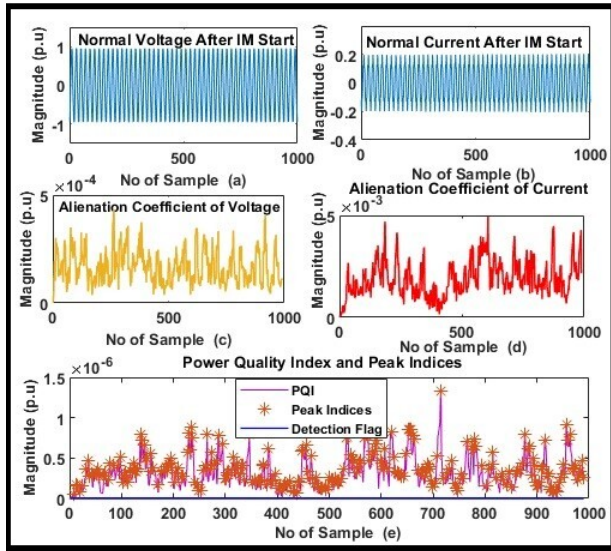 Normal Voltage After IM Start
Magnitude (p.u)
1
0
-1
0
500
1000
No of Sample (a)
Normal Current After IM Start
Magnitude (p.u)
0.2
0
-0.2
-0.4
0
500
1000
No of Sample (b)
×10-4
Alienation Coefficient of Voltage
Magnitude (p.u)
5
0
0
500
1000
No of Sample (c)
Alienation Coefficient of Current
×10-3
Magnitude (p.u)
5
0
0
500
1000
No of Sample (d)
Power Quality Index and Peak Indices
×10-6
Magnitude (p.u)
1.5
1
0.5
0
PQI
Peak Indices
Detection Flag
0 100 200 300 400 500 600 700 800 900 1000
No of Sample (e)